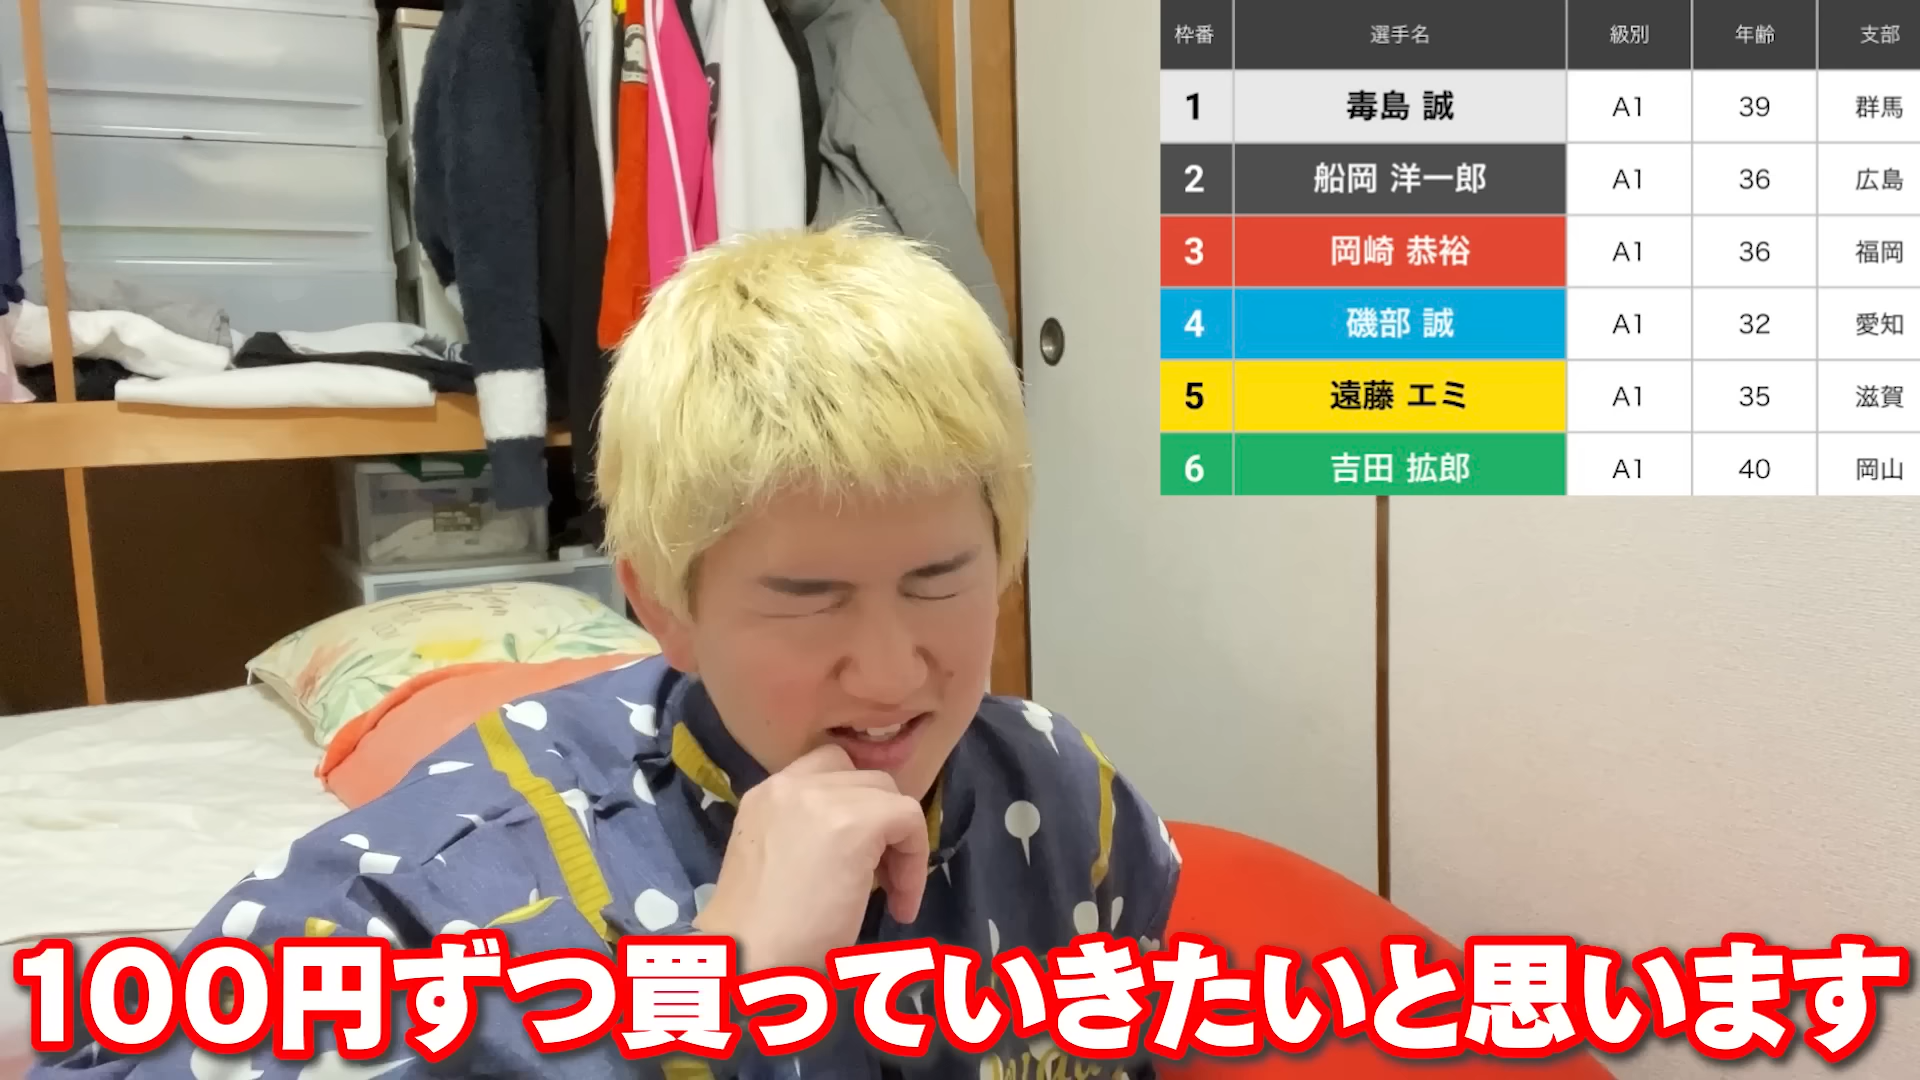 枠番 選手名 級別 年齢 支部
1 毒島 誠 A1 39 群馬
2 船岡 洋一郎 A1 36 広島
3 岡崎 恭裕 A1 36 福岡
4 磯部 誠 A1 32 愛知
5 遠藤 エミ A1 35 滋賀
6 吉田 拡郎 A1 40 岡山
100円ずつ買っていきたいと思います